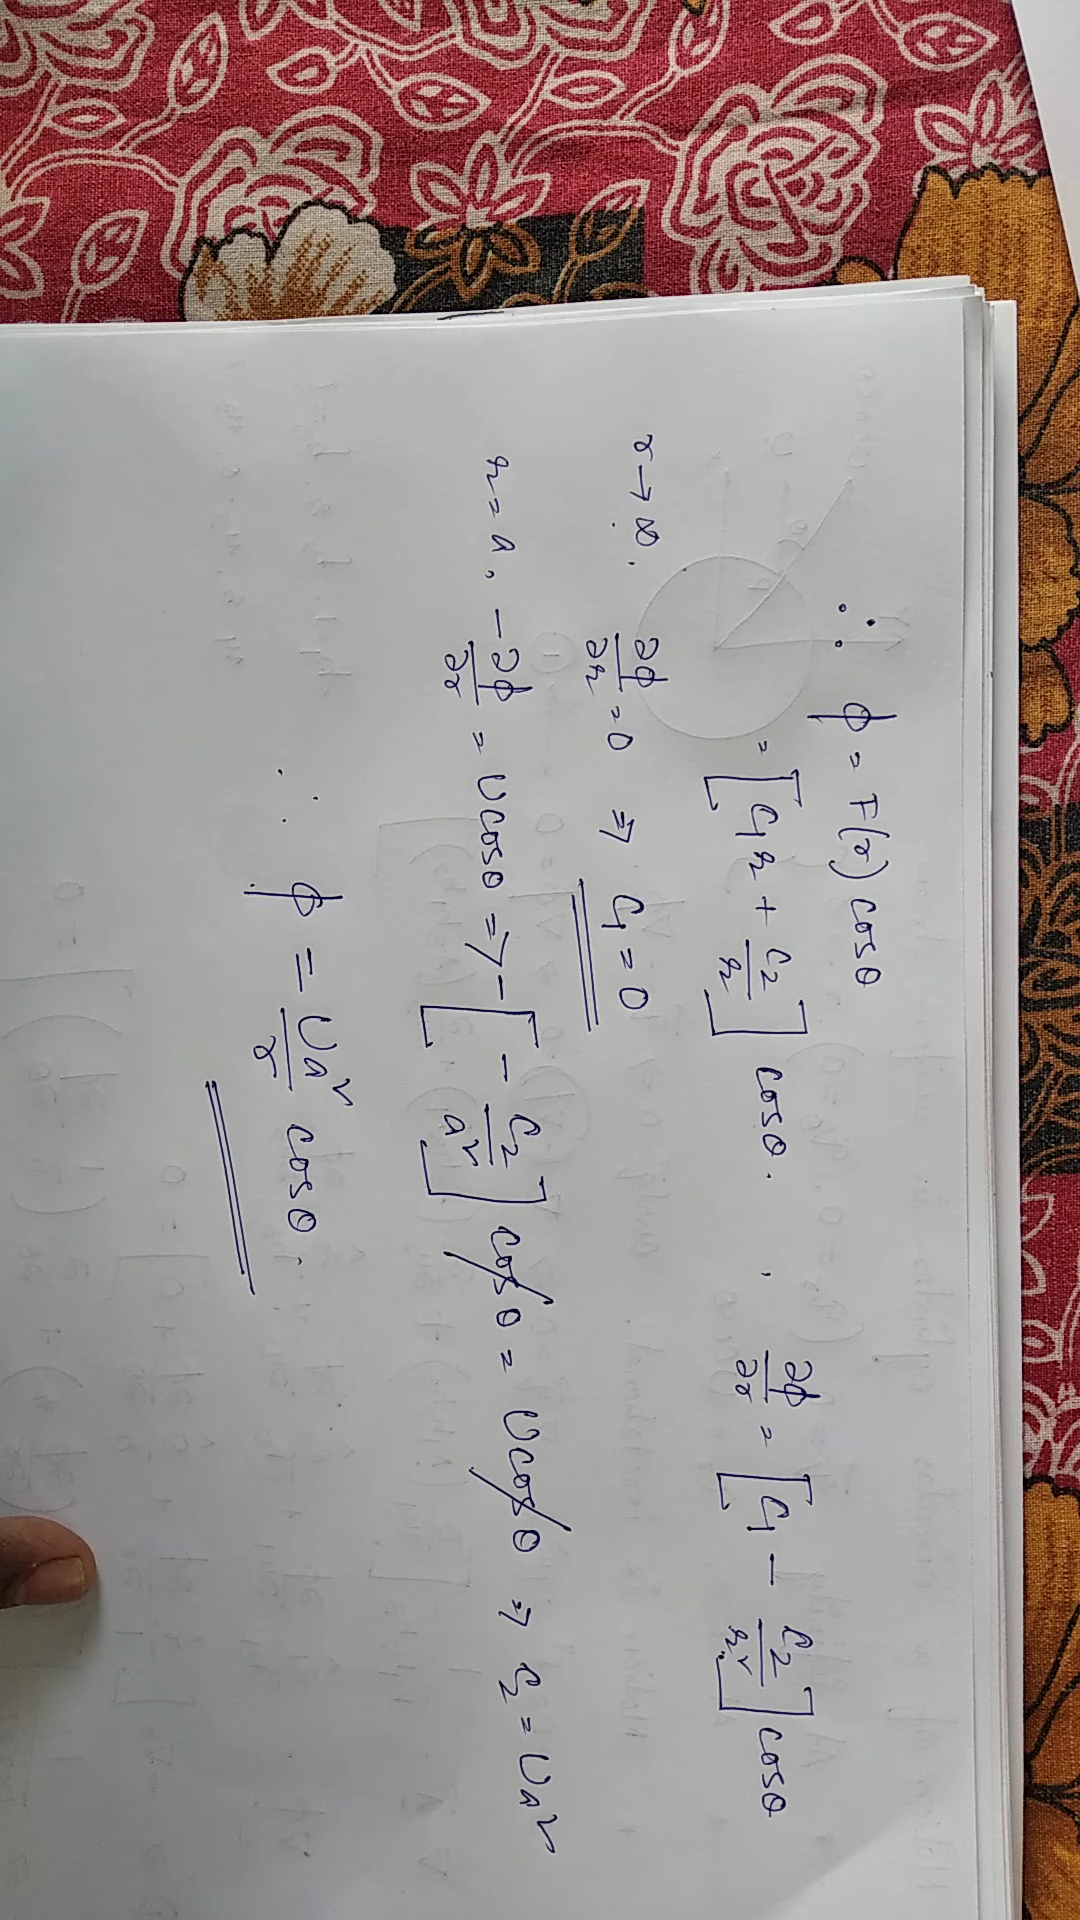 ∴ ϕ = F(r) cosθ
= [C₁r + C₂/r] cosθ. , ∂ϕ/∂r = [C₁ − C₂/r²] cosθ
r → ∞. ∂ϕ/∂r = 0 ⇒ C₁ = 0
r = a, −∂ϕ/∂r = U cosθ ⇒ −[−C₂/a²] cosθ = U cosθ ⇒ C₂ = Ua²
∴ ϕ = Ua²/r cosθ.